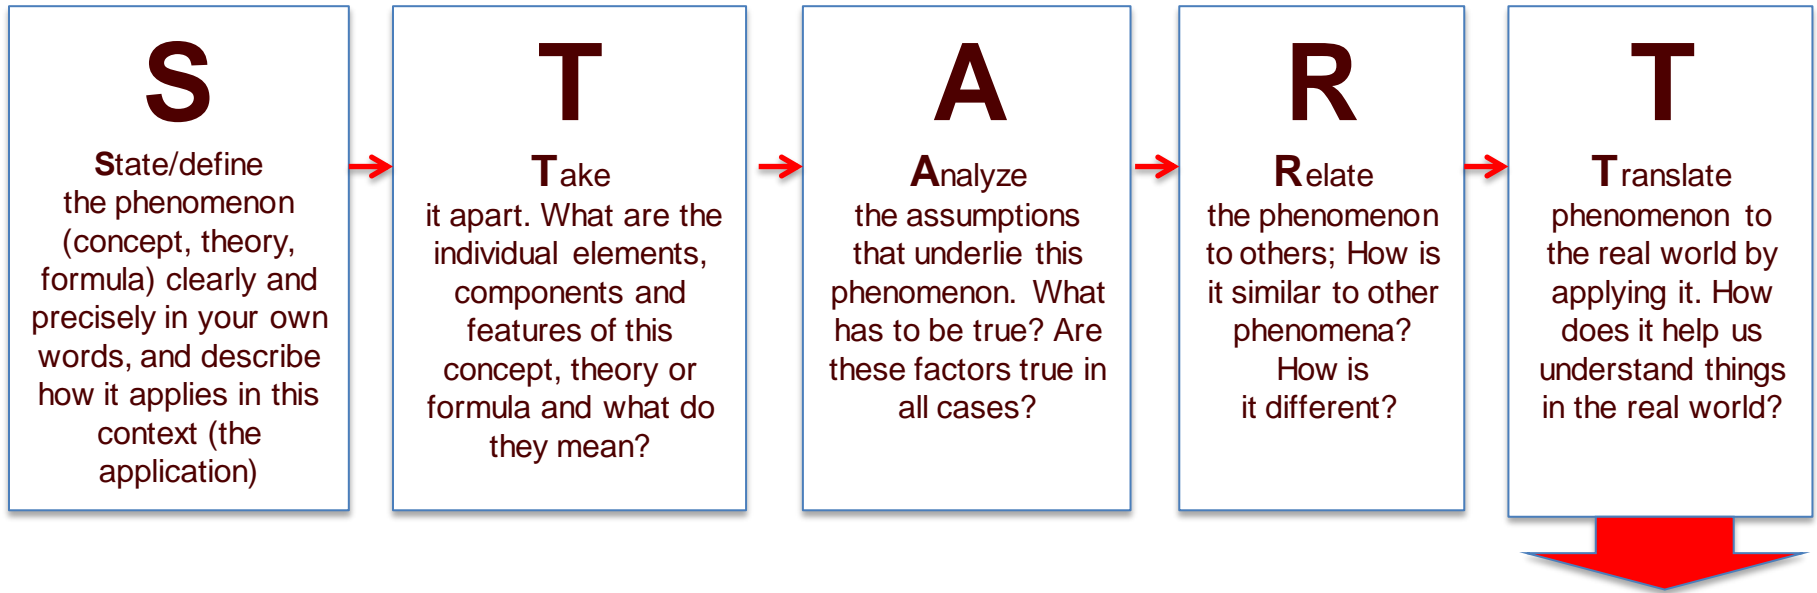 S
State/define
the phenomenon
(concept, theory,
formula) clearly and
precisely in your own
words, and describe
how it applies in this
context (the
application)
T
Take
it apart. What are the
individual elements,
components and
features of this
concept, theory or
formula and what do
they mean?
A
Analyze
the assumptions
that underlie this
phenomenon. What
has to be true? Are
these factors true in
all cases?
R
Relate
the phenomenon
to others; How is
it similar to other
phenomena?
How is
it different?
T
Translate
phenomenon to
the real world by
applying it. How
does it help us
understand things
in the real world?